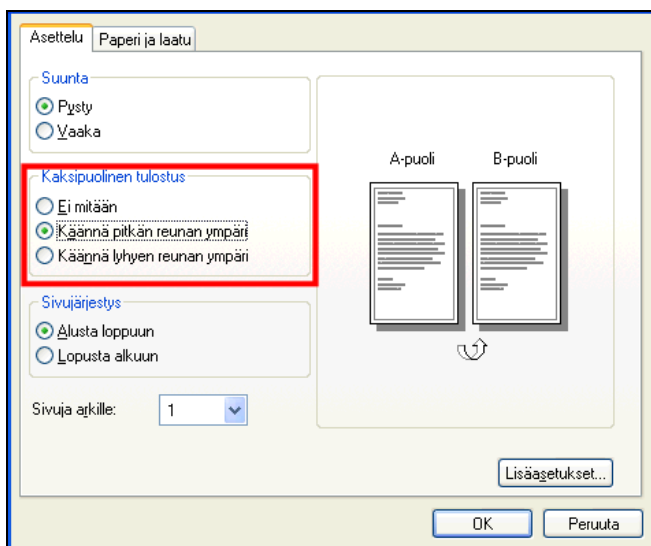 Asettelu
Paperi ja laatu
Suunta
Pysty
Vaaka
Kaksipuolinen tulostus
Ei mitään
Käännä pitkän reunan ympäri
Käännä lyhyen reunan ympäri
Sivujärjestys
Alusta loppuun
Lopusta alkuun
Sivuja arkille:
1
A-puoli
B-puoli
Lisäasetukset...
OK
Peruuta